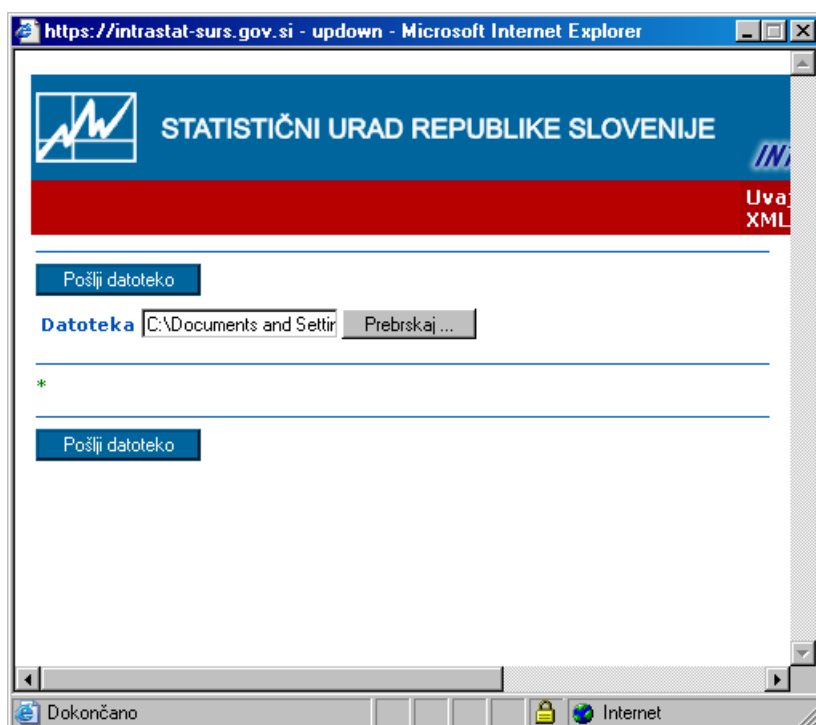 https://intrastat-surs.gov.si - updown - Microsoft Internet Explorer
STATISTIČNI URAD REPUBLIKE SLOVENIJE
XML
Pošlji datoteko
Datoteka C:\Documents and Settir Prebrskaj ...
*
Pošlji datoteko
Dokončano Internet